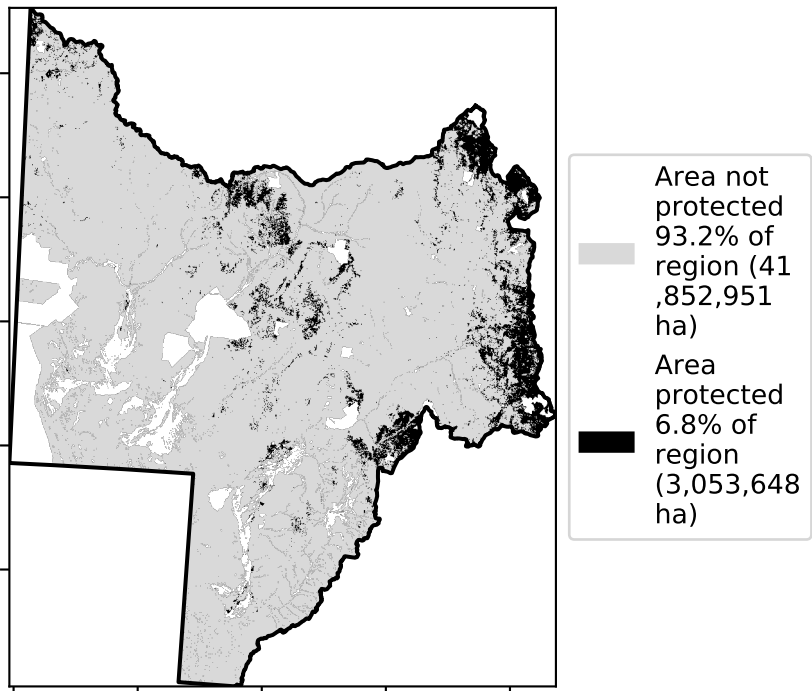 Area not
protected
93.2% of
region (41
,852,951
ha)
Area
protected
6.8% of
region
(3,053,648
ha)